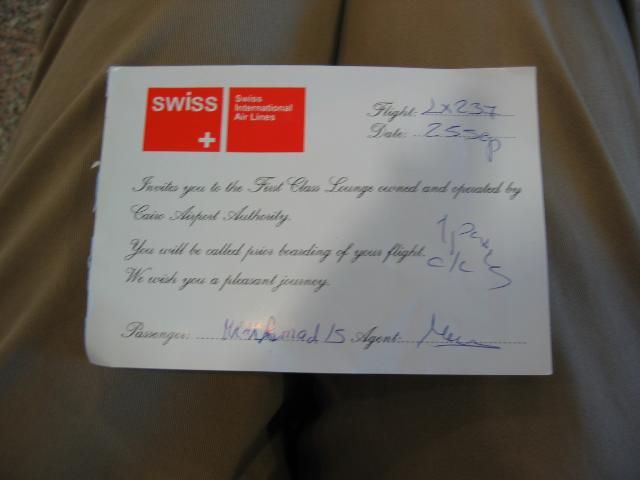 swiss
Swiss
International
Air Lines
Flight: LX237
Date: 25 Sep
Invites you to the First Class Lounge owned and operated by
Cairo Airport Authority.
You will be called prior boarding of your flight.
We wish you a pleasant journey.
1 pax
Passenger: Agent: